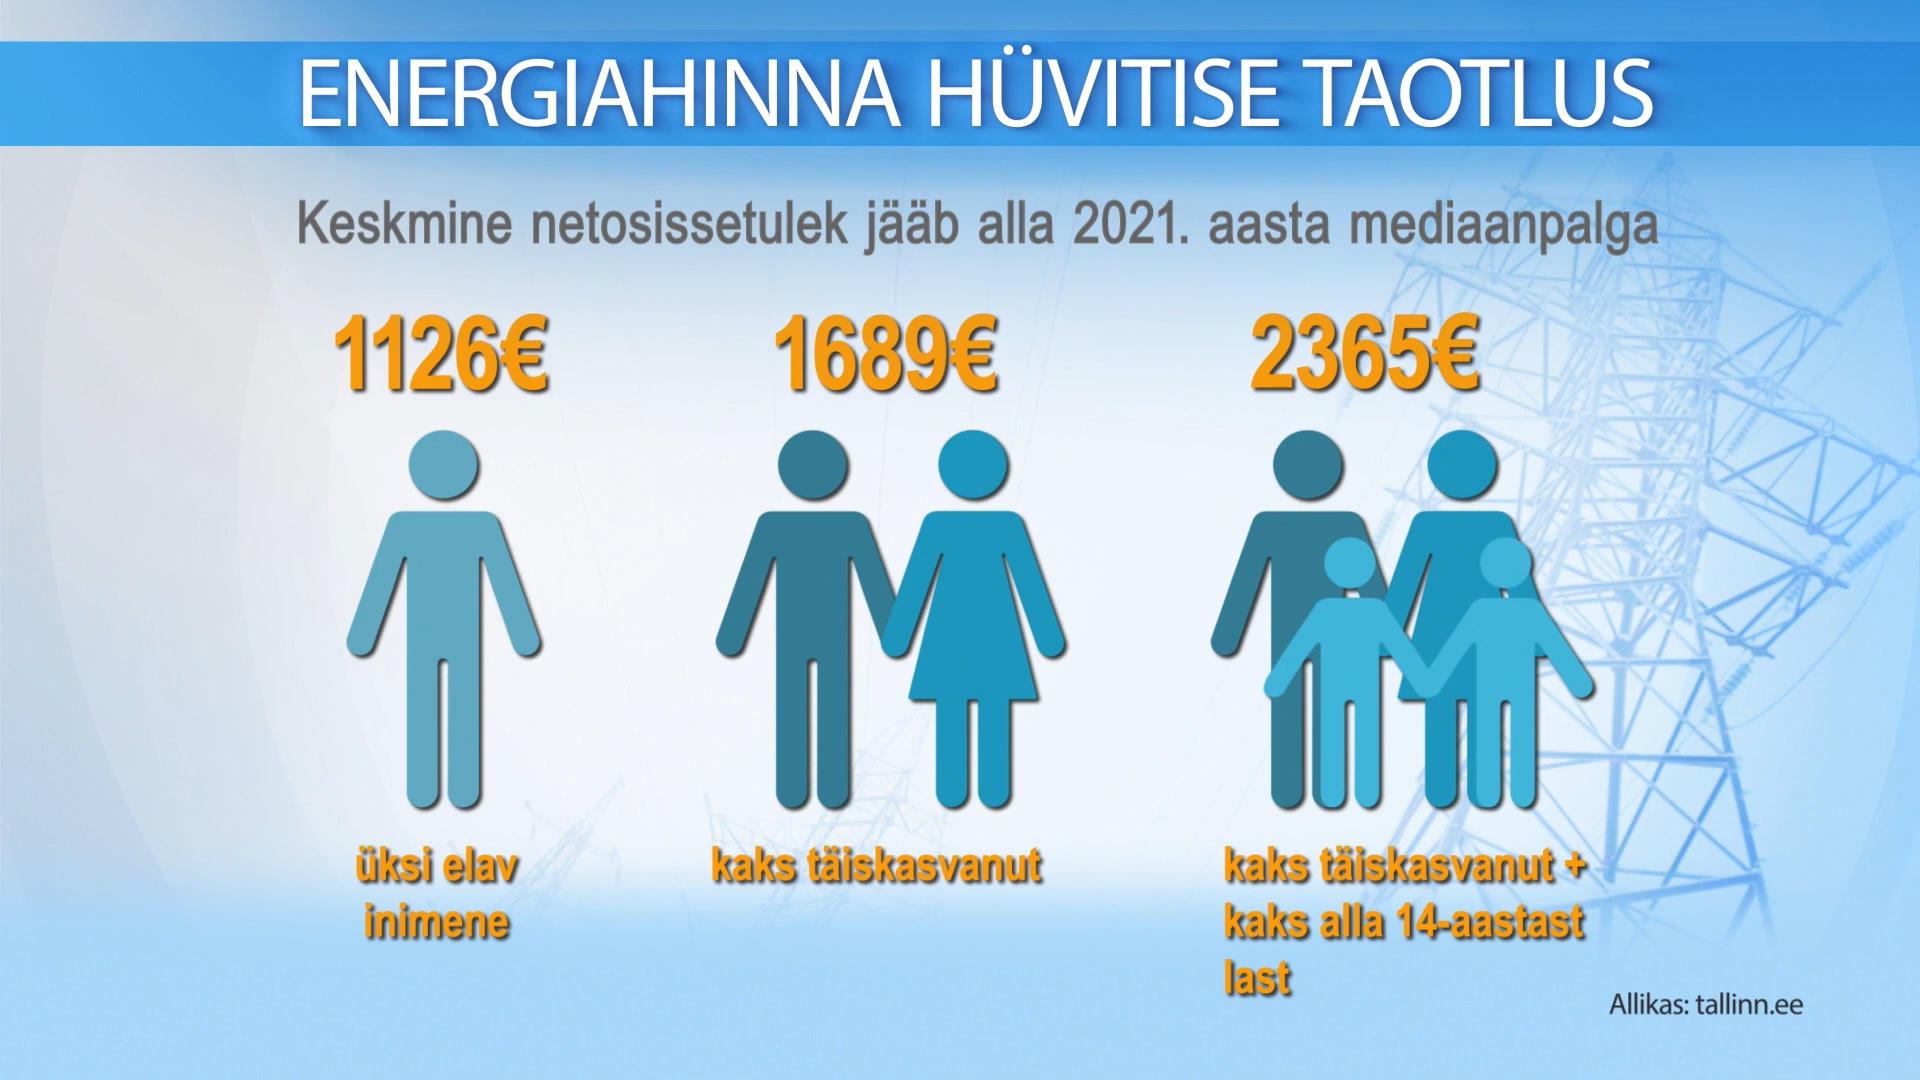 ENERGIAHINNA HÜVITISE TAOTLUS
Keskmine netosissetulek jääb alla 2021. aasta mediaanpalga
1126€
1689€
2365€
üksi elav
inimene
kaks täiskasvanut
kaks täiskasvanut +
kaks alla 14-aastast
last
Allikas: tallinn.ee